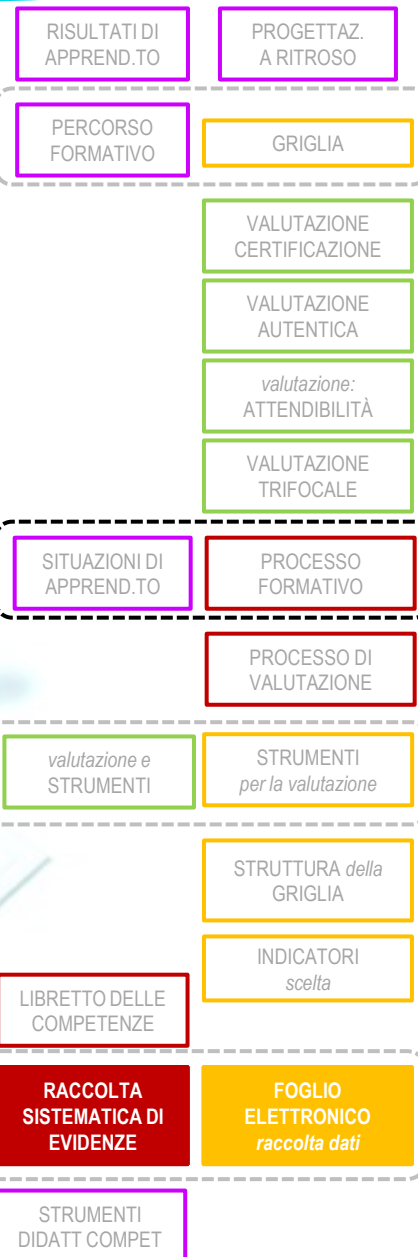 RISULTATI DI
APPREND.TO
PROGETTAZ.
A RITROSO
PERCORSO
FORMATIVO
GRIGLIA
VALUTAZIONE
CERTIFICAZIONE
VALUTAZIONE
AUTENTICA
valutazione:
ATTENDIBILITÀ
VALUTAZIONE
TRIFOCALE
SITUAZIONI DI
APPREND.TO
PROCESSO
FORMATIVO
PROCESSO DI
VALUTAZIONE
valutazione e
STRUMENTI
STRUMENTI
per la valutazione
STRUTTURA della
GRIGLIA
INDICATORI
scelta
LIBRETTO DELLE
COMPETENZE
RACCOLTA
SISTEMATICA DI
EVIDENZE
FOGLIO
ELETTRONICO
raccolta dati
STRUMENTI
DIDATT COMPET